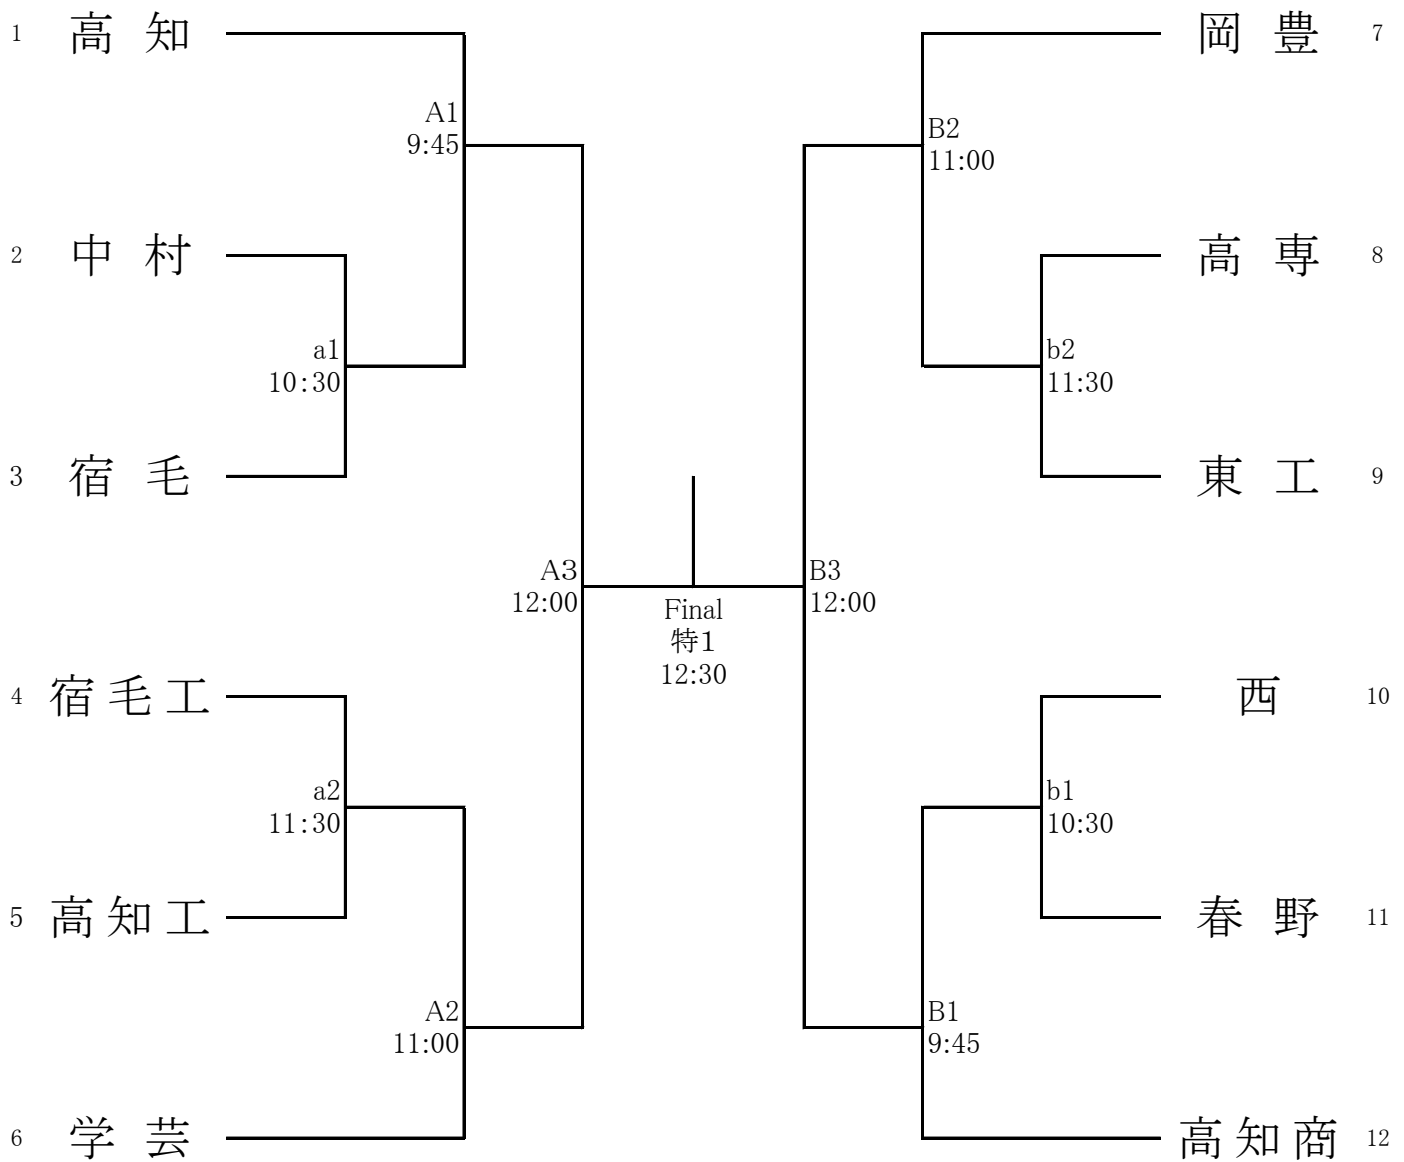 1 高知
A1
9:45
2 中村
a1
10:30
3 宿毛
A3
12:00
4 宿毛工
a2
11:30
5 高知工
A2
11:00
6 学芸
Final
特1
12:30
岡豊 7
B2
11:00
高専 8
b2
11:30
東工 9
B3
12:00
西 10
b1
10:30
春野 11
B1
9:45
高知商 12